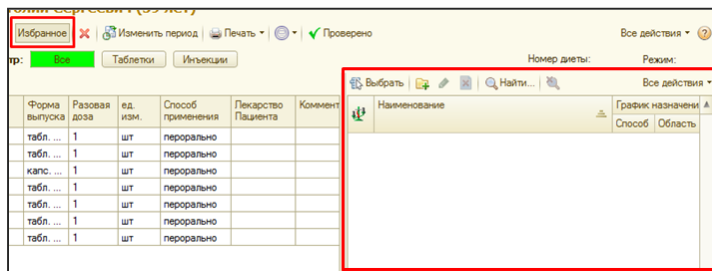 Избранное Изменить период Печать Проверено Все действия
Все Таблетки Инъекции Номер диеты: Режим:
Выбрать Найти... Все действия
Форма выпуска Разовая доза ед. изм. Способ применения Лекарство Пациента Коммент Наименование График назначени
Способ Область
табл. ... 1 шт перорально
табл. ... 1 шт перорально
капс. ... 1 шт перорально
табл. ... 1 шт перорально
табл. ... 1 шт перорально
табл. ... 1 шт перорально
табл. ... 1 шт перорально